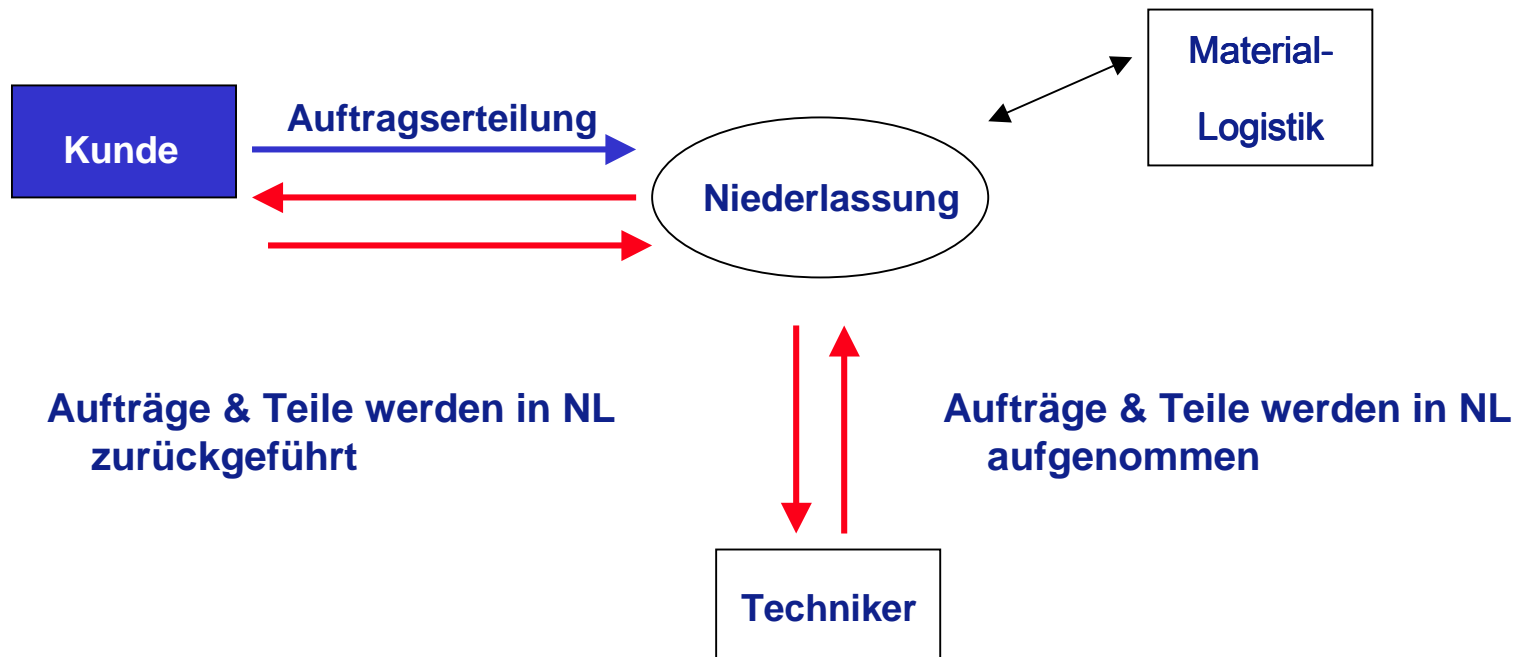 Material-
Logistik
Kunde
Auftragserteilung
Niederlassung
Aufträge & Teile werden in NL
zurückgeführt
Aufträge & Teile werden in NL
aufgenommen
Techniker